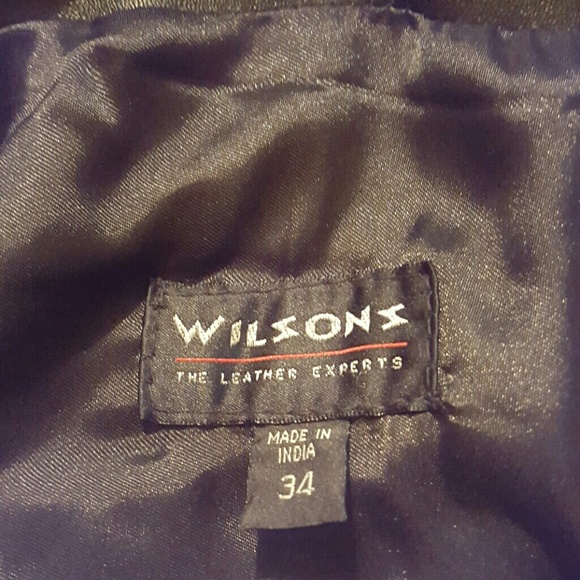 WILSONS
THE LEATHER EXPERTS
MADE IN
INDIA
34